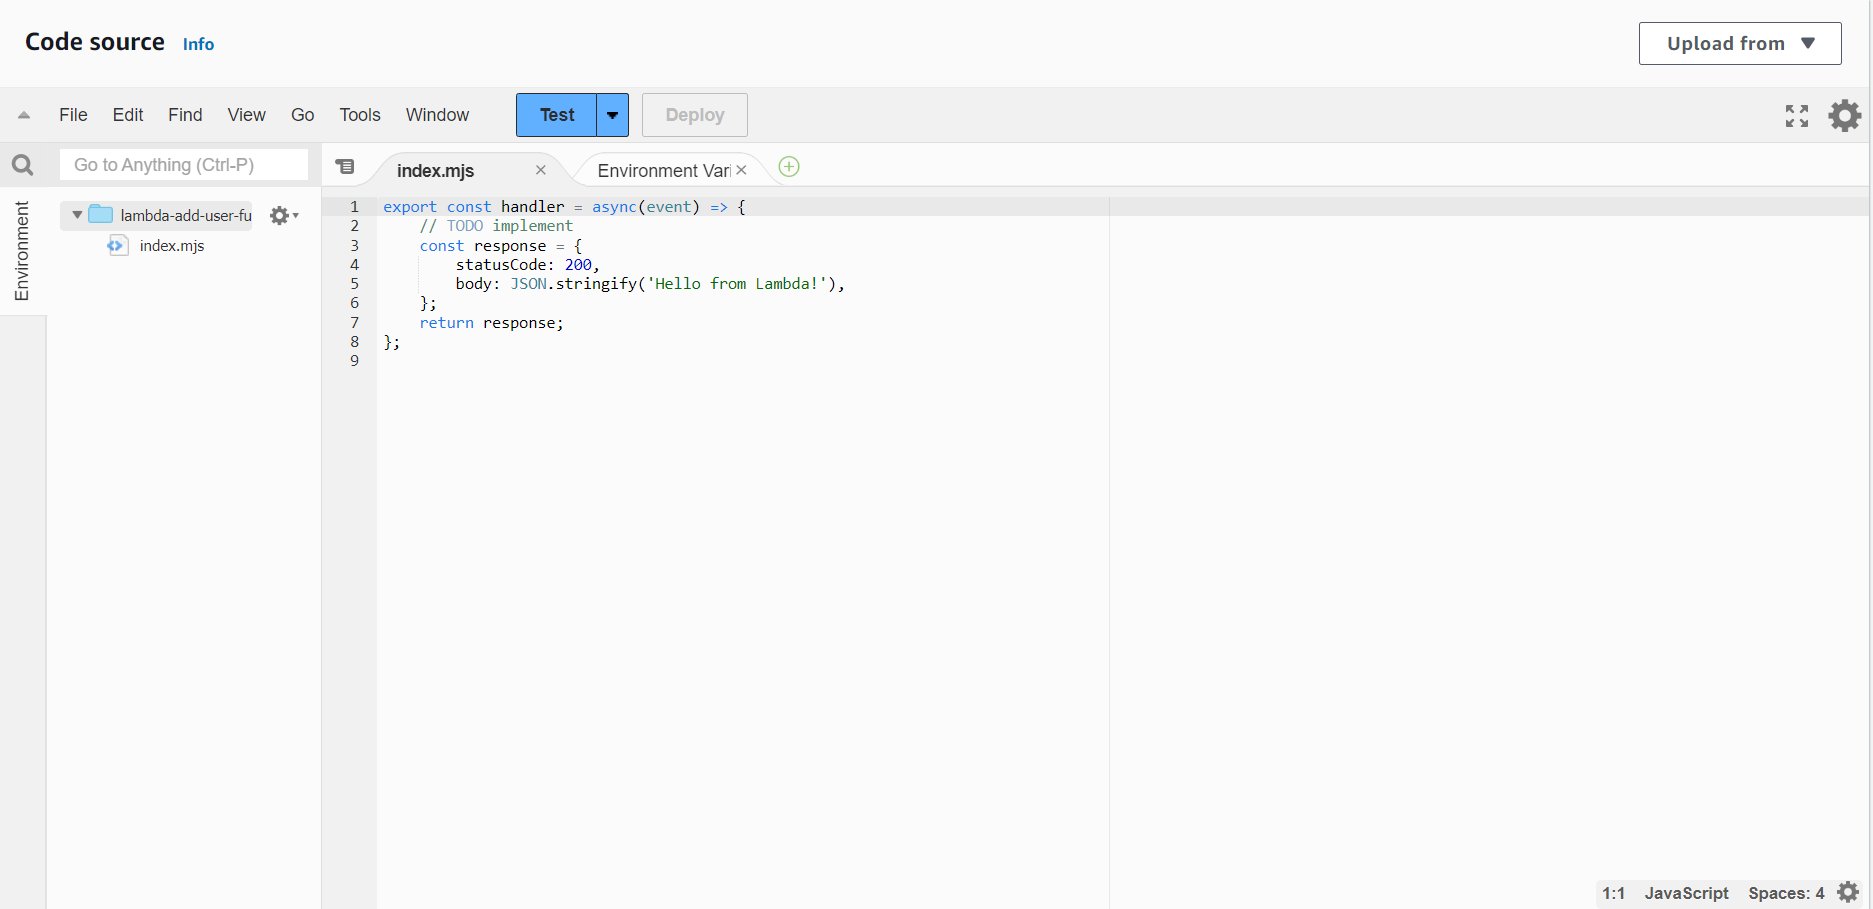 Code source Info
Upload from
File Edit Find View Go Tools Window Test Deploy
Go to Anything (Ctrl-P)
index.mjs Environment Vari
Environment
lambda-add-user-fu
index.mjs
1 export const handler = async(event) => {
2 // TODO implement
3 const response = {
4 statusCode: 200,
5 body: JSON.stringify('Hello from Lambda!'),
6 };
7 return response;
8 };
9
1:1 JavaScript Spaces: 4